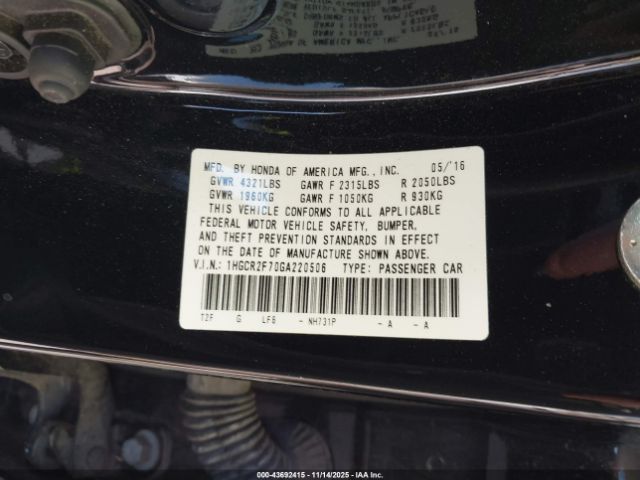 MFD. BY HONDA OF AMERICA MFG.,INC. 05/'16
GVWR 4321LBS GAWR F 2315LBS R 2050LBS
GVWR 1960KG GAWR F 1050KG R 930KG
THIS VEHICLE CONFORMS TO ALL APPLICABLE
FEDERAL MOTOR VEHICLE SAFETY, BUMPER,
AND THEFT PREVENTION STANDARDS IN EFFECT
ON THE DATE OF MANUFACTURE SHOWN ABOVE.
V.I.N.: 1HGCR2F70GA220506 TYPE: PASSENGER CAR
T2F G LF6 - NH731P - A - A
© 000-43692415 - 11/14/2025 - IAAI.com